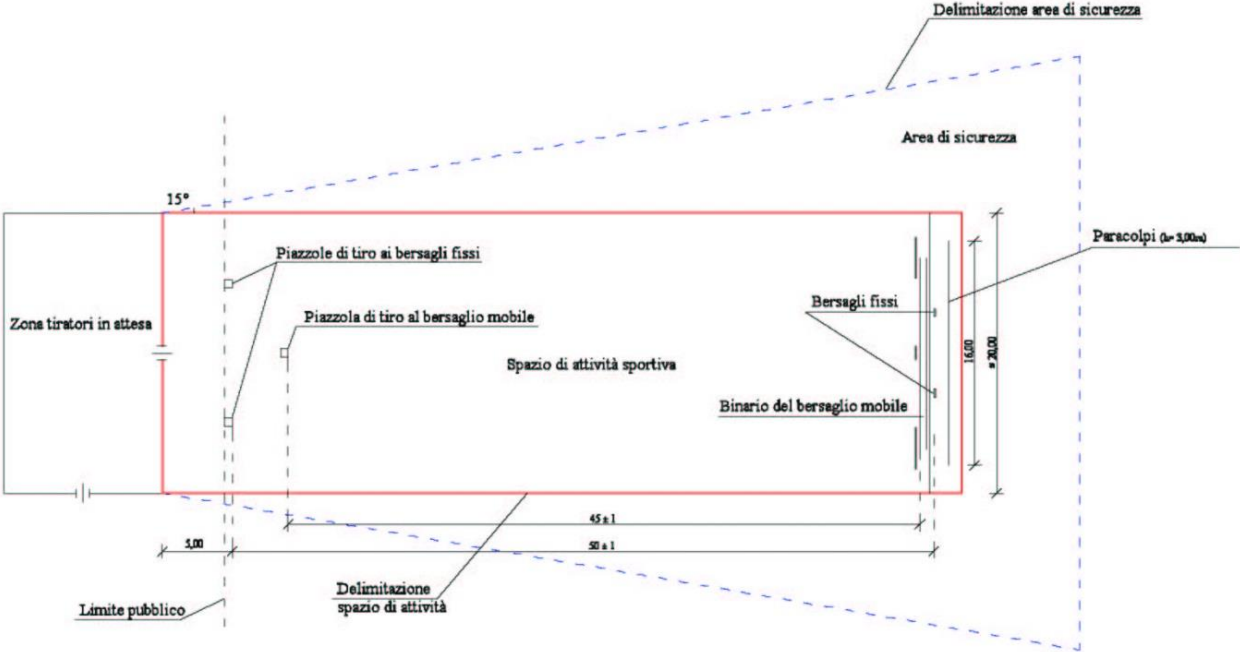 Delimitazione area di sicurezza
Area di sicurezza
15°
Paracolpi (h= 3,00m)
Piazzole di tiro ai bersagli fissi
Bersagli fissi
Zona tiratori in attesa
Piazzola di tiro al bersaglio mobile
Spazio di attività sportiva
16,00
Binario del bersaglio mobile
45 ± 1
5,00
50 ± 1
Delimitazione
spazio di attività
Limite pubblico